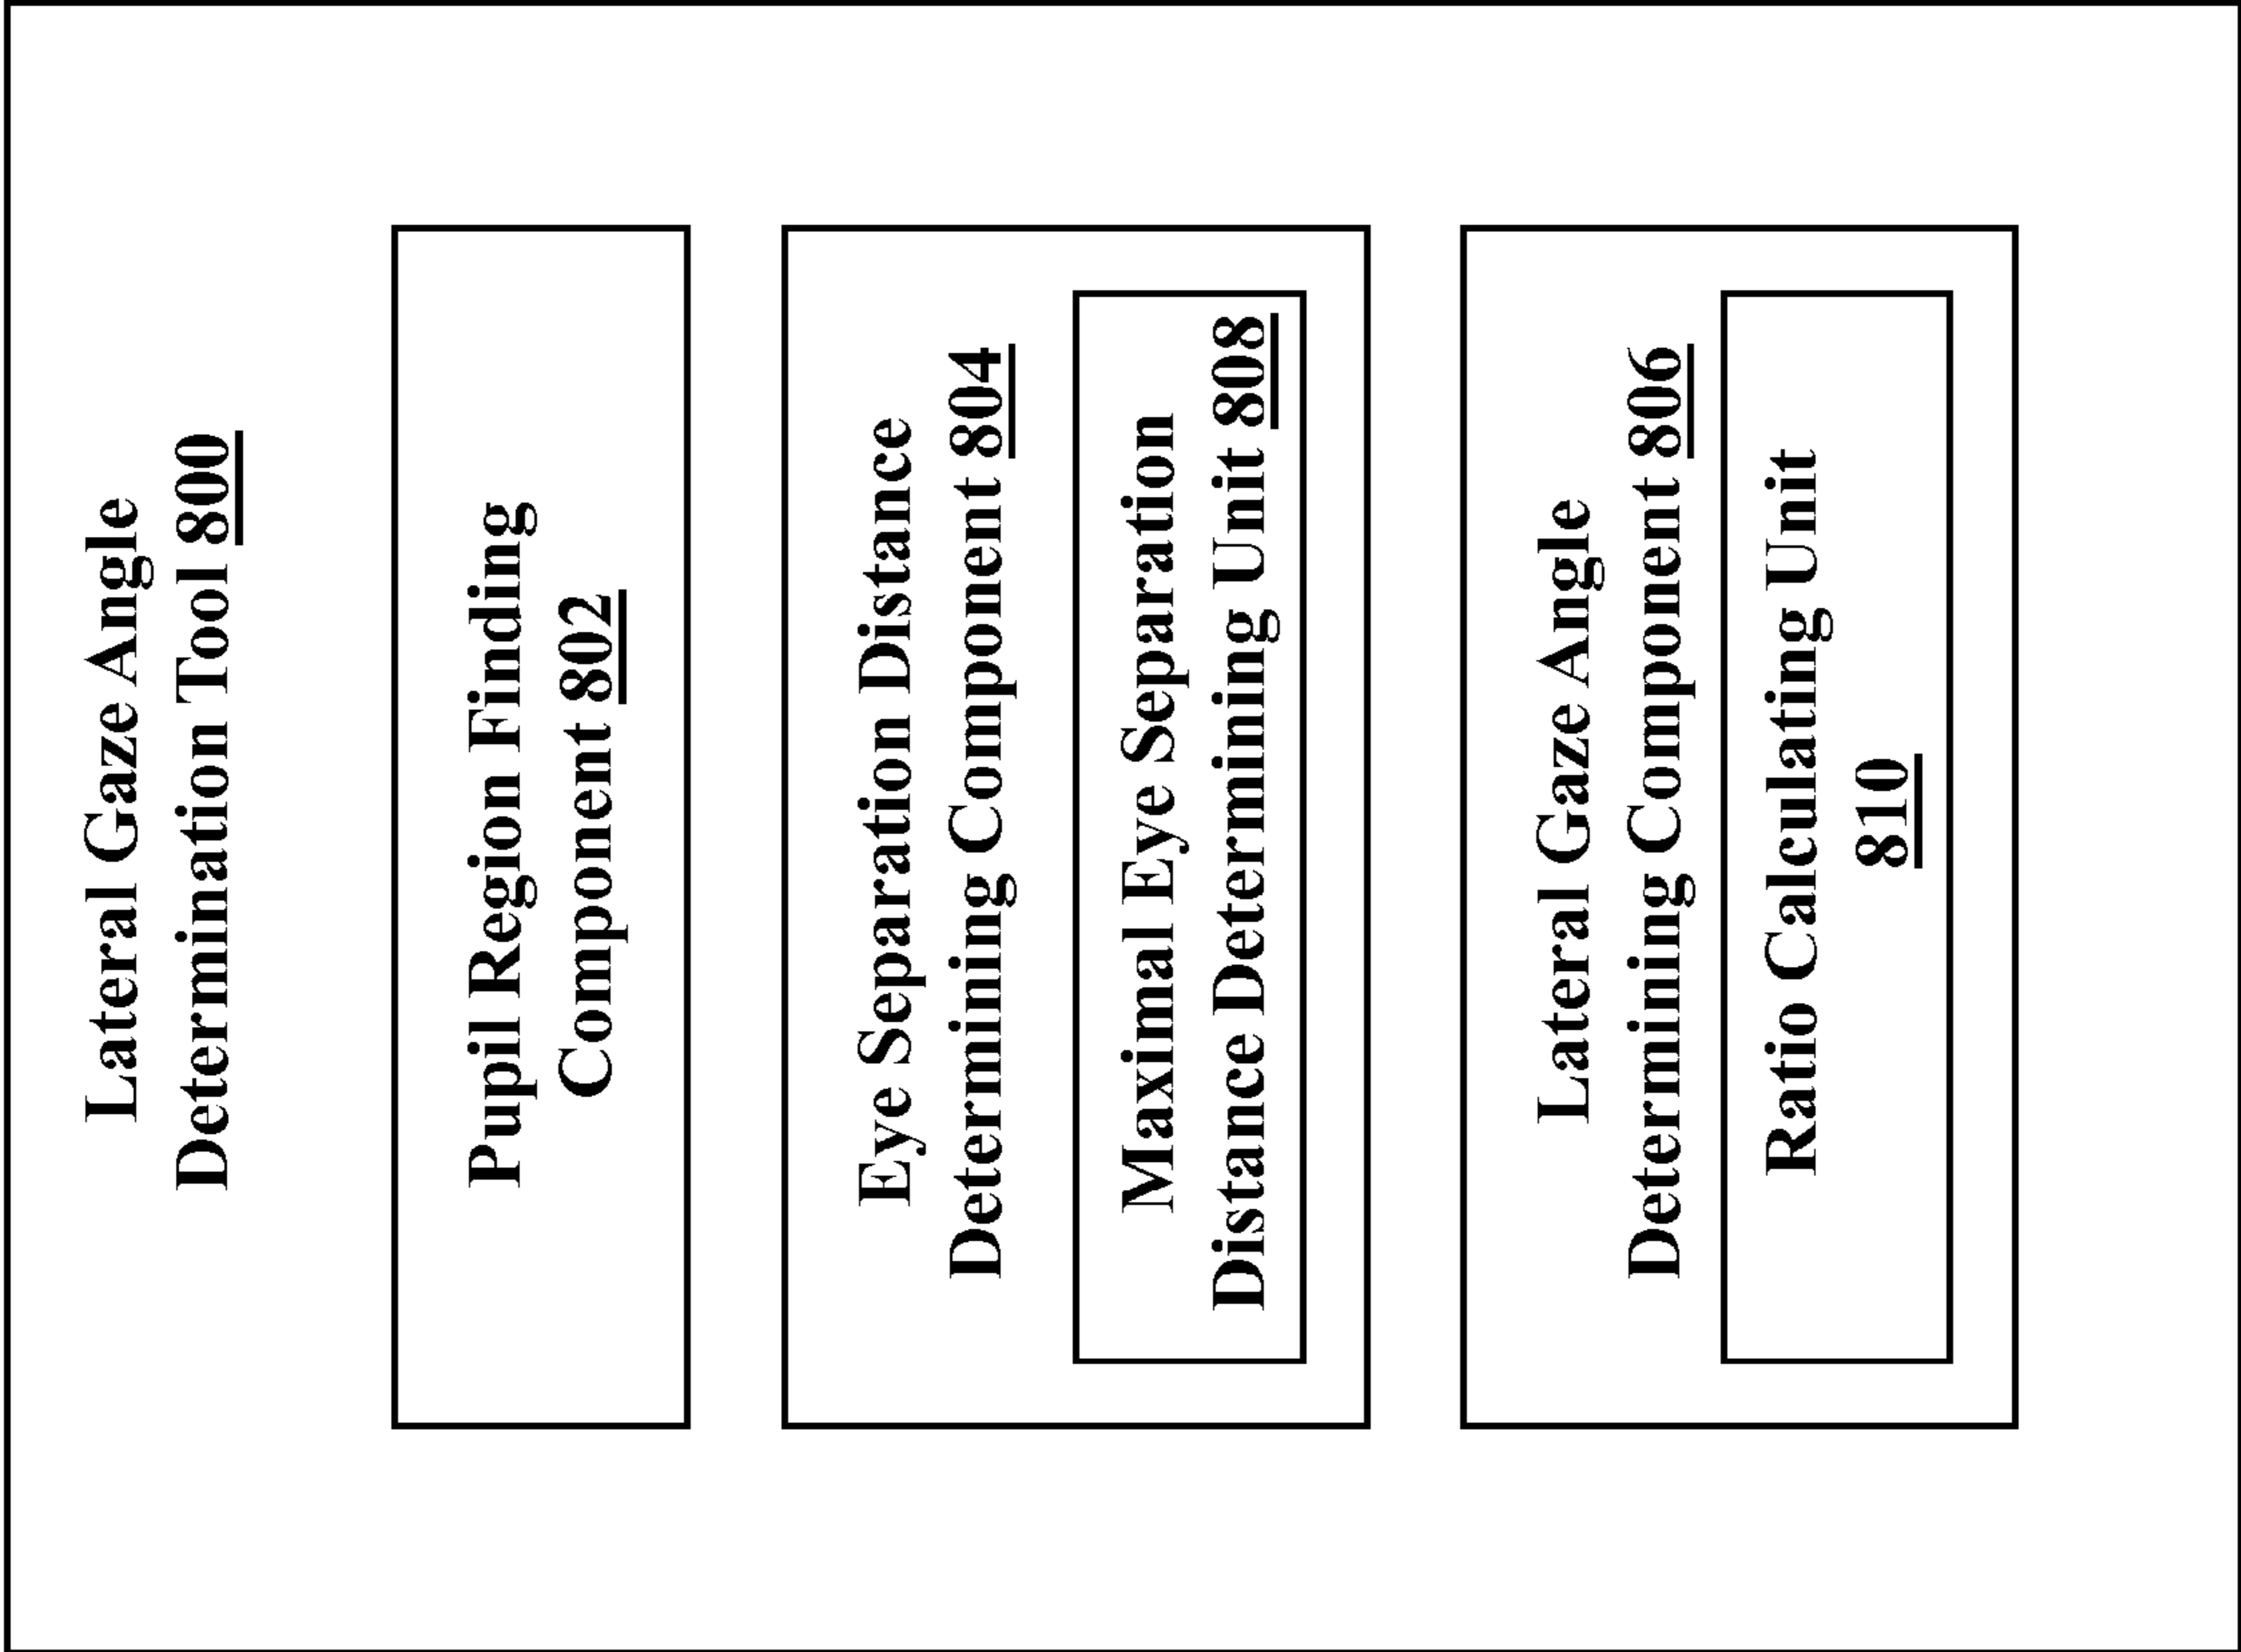 Lateral Gaze Angle
Determination Tool 800
Pupil Region Finding
Component 802
Eye Separation Distance
Determining Component 804
Maximal Eye Separation
Distance Determining Unit 808
Lateral Gaze Angle
Determining Component 806
Ratio Calculating Unit
810